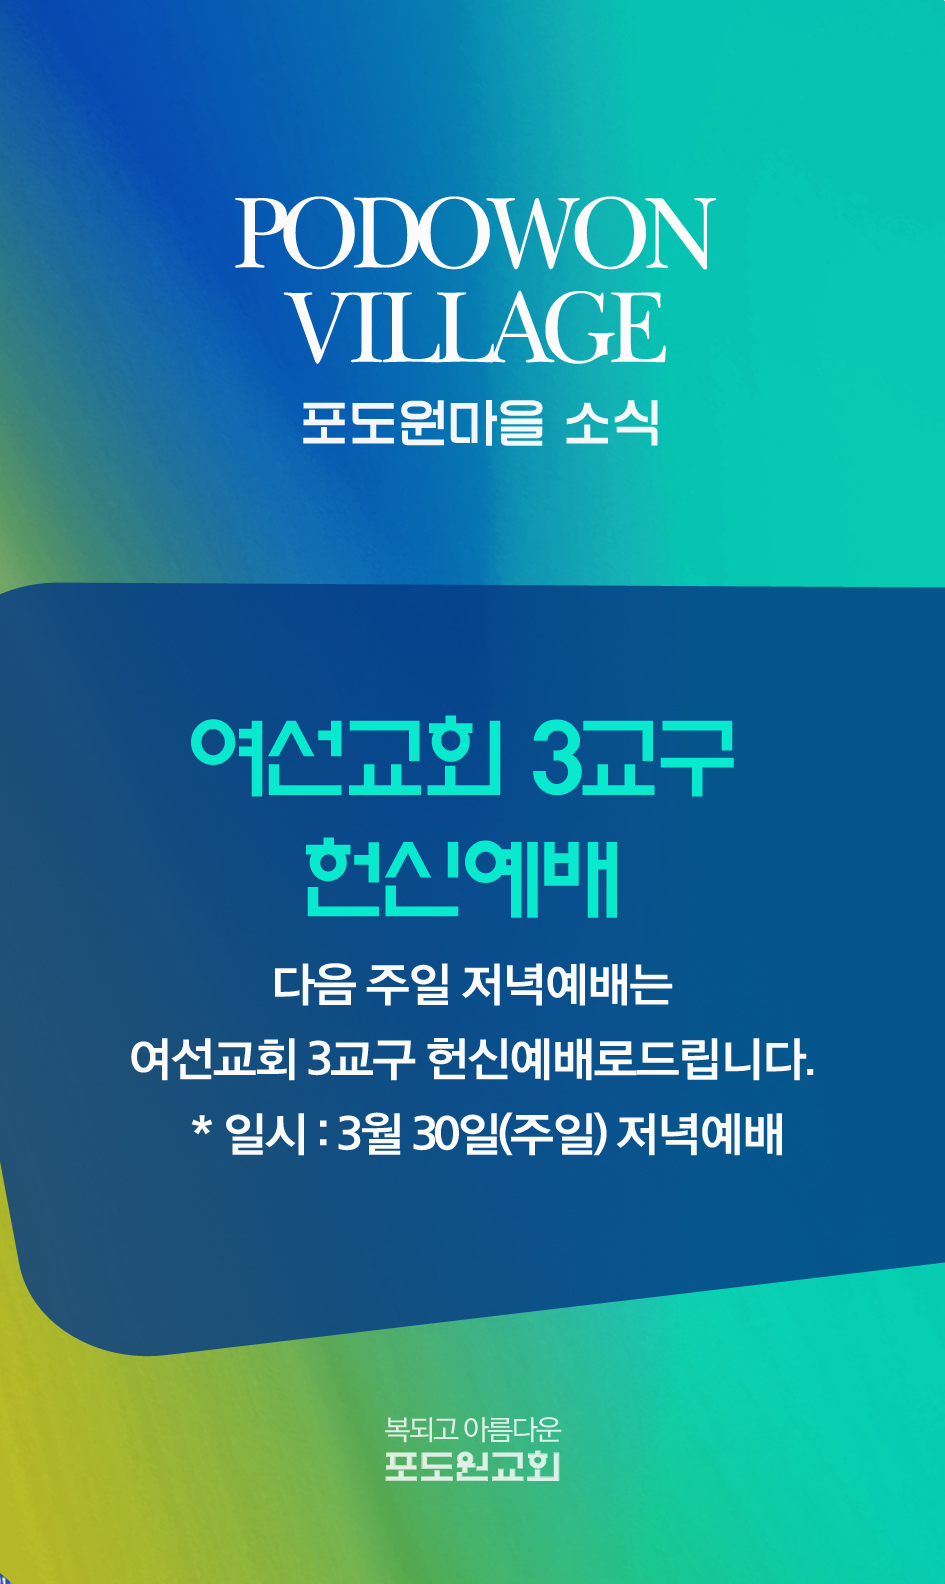 PODOWON
VILLAGE
포도원마을 소식
여선교회 3교구
헌신예배
다음 주일 저녁예배는
여선교회 3교구 헌신예배로드립니다.
* 일시 : 3월 30일(주일) 저녁예배
복되고 아름다운
포도원교회